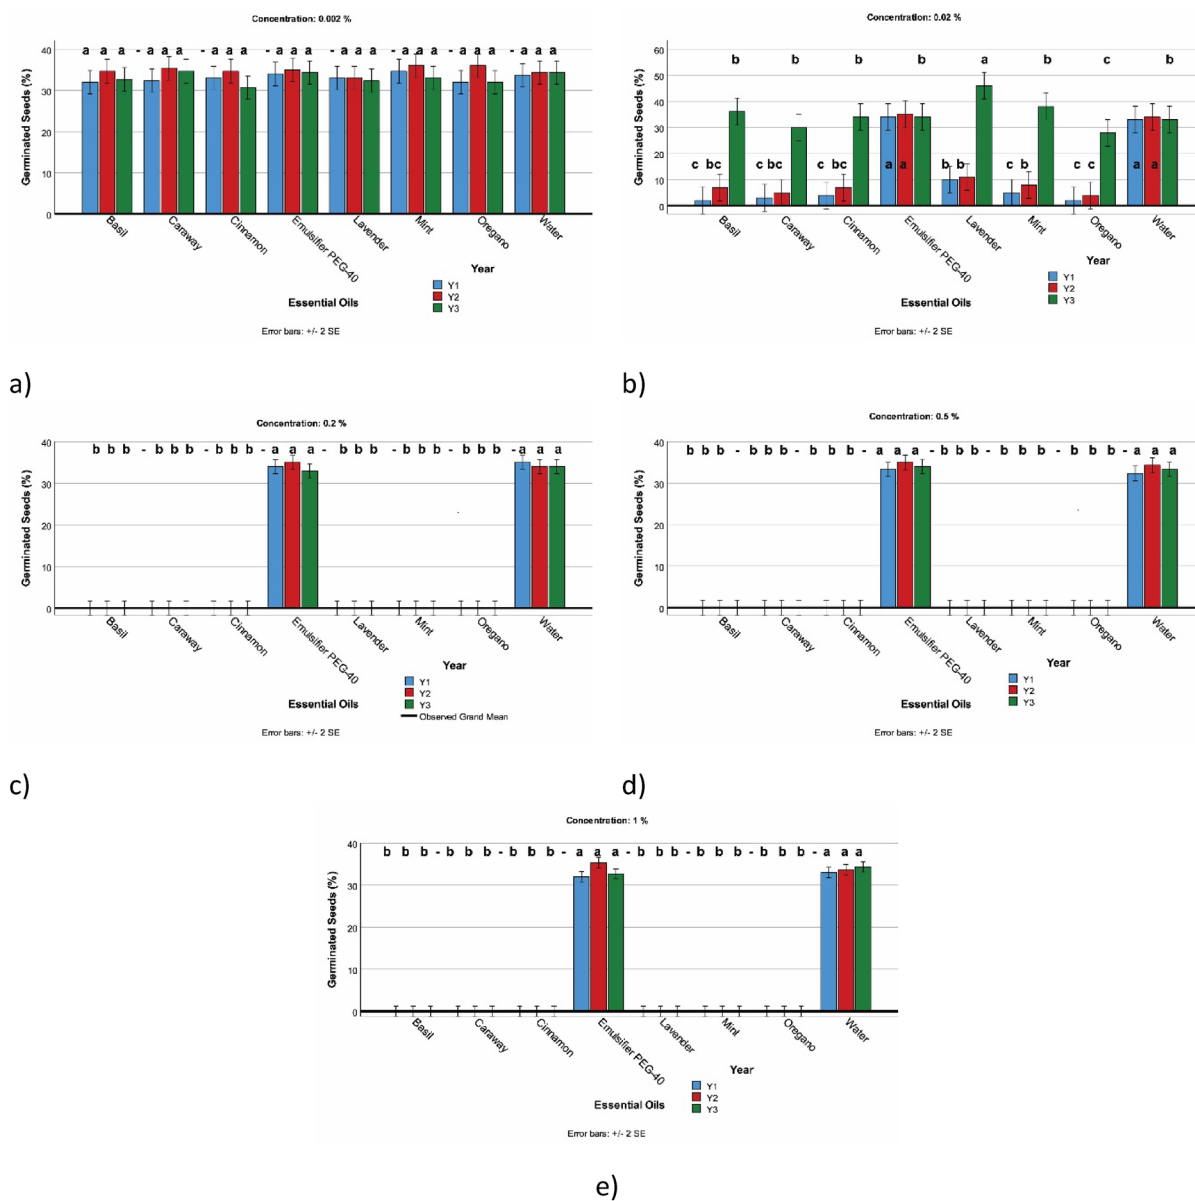 Concentration: 0.002 %
a a a - a a a - a a a - a a a - a a a - a a a - a a a - a a a
Germinated Seeds (%)
40
30
20
10
0
Basil
Caraway
Cinnamon
Emulsifier PEG-40
Lavender
Mint
Oregano
Water
Year
Y1
Y2
Y3
Essential Oils
Error bars: +/- 2 SE
a)
Concentration: 0.02 %
b b b b a b c b
c bc c bc c bc a a b b c b c c a a
Germinated Seeds (%)
60
50
40
30
20
10
0
Basil
Caraway
Cinnamon
Emulsifier PEG-40
Lavender
Mint
Oregano
Water
Year
Y1
Y2
Y3
Essential Oils
Error bars: +/- 2 SE
b)
Concentration: 0.2 %
b b b - b b b - b b b - a a a - b b b - b b b - b b b - a a a
Germinated Seeds (%)
40
30
20
10
0
Basil
Caraway
Cinnamon
Emulsifier PEG-40
Lavender
Mint
Oregano
Water
Year
Y1
Y2
Y3
Observed Grand Mean
Essential Oils
Error bars: +/- 2 SE
c)
Concentration: 0.5 %
b b b - b b b - b b b - a a a - b b b - b b b - b b b - a a a
Germinated Seeds (%)
40
30
20
10
0
Basil
Caraway
Cinnamon
Emulsifier PEG-40
Lavender
Mint
Oregano
Water
Year
Y1
Y2
Y3
Essential Oils
Error bars: +/- 2 SE
d)
Concentration: 1 %
b b b - b b b - b b b - a a a - b b b - b b b - b b b - a a a
Germinated Seeds (%)
40
30
20
10
0
Basil
Caraway
Cinnamon
Emulsifier PEG-40
Lavender
Mint
Oregano
Water
Year
Y1
Y2
Y3
Essential Oils
Error bars: +/- 2 SE
e)